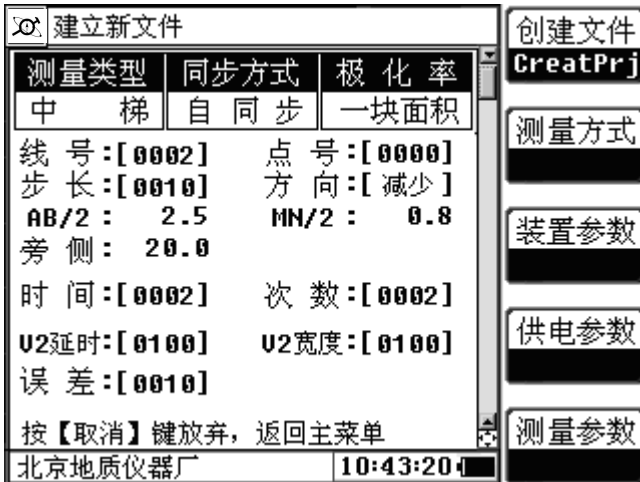 建立新文件
测量类型 同步方式 极 化 率
中 梯 自 同 步 一块面积
线 号:[0002] 点 号:[0000]
步 长:[0010] 方 向:[ 减少 ]
AB/2 : 2.5 MN/2 : 0.8
旁 侧: 20.0
时 间:[0002] 次 数:[0002]
V2延时:[0100] V2宽度:[0100]
误 差:[0010]
按【取消】键放弃，返回主菜单
北京地质仪器厂 10:43:20
创建文件
CreatPrj
测量方式
装置参数
供电参数
测量参数